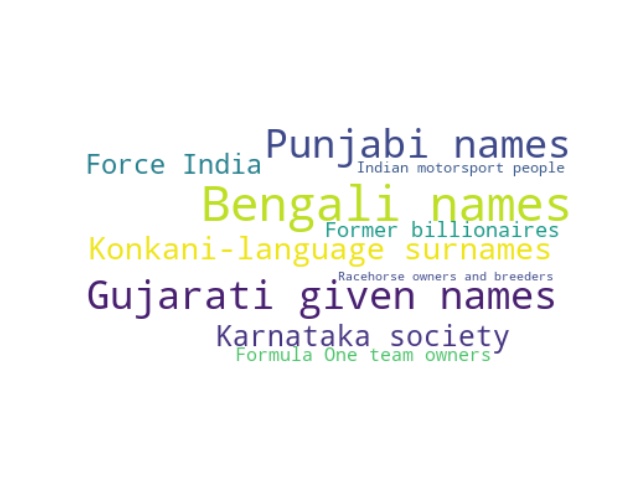 Punjabi names
Force India
Indian motorsport people
Bengali names
Former billionaires
Konkani-language surnames
Racehorse owners and breeders
Gujarati given names
Karnataka society
Formula One team owners